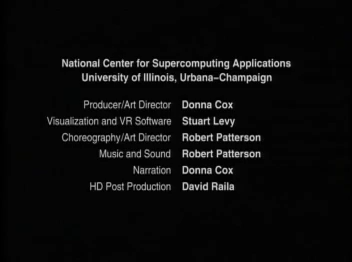 National Center for Supercomputing Applications
University of Illinois, Urbana–Champaign
Producer/Art Director Donna Cox
Visualization and VR Software Stuart Levy
Choreography/Art Director Robert Patterson
Music and Sound Robert Patterson
Narration Donna Cox
HD Post Production David Raila